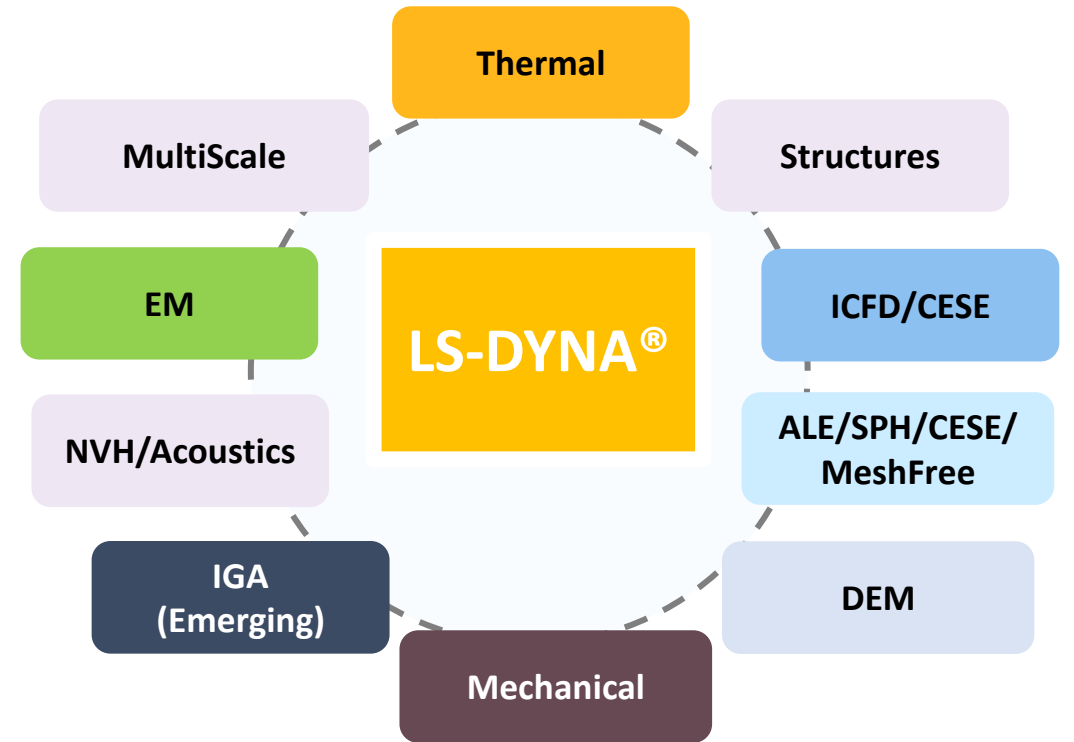 Thermal
MultiScale
Structures
EM
LS-DYNA®
ICFD/CESE
NVH/Acoustics
ALE/SPH/CESE/
MeshFree
IGA
(Emerging)
DEM
Mechanical